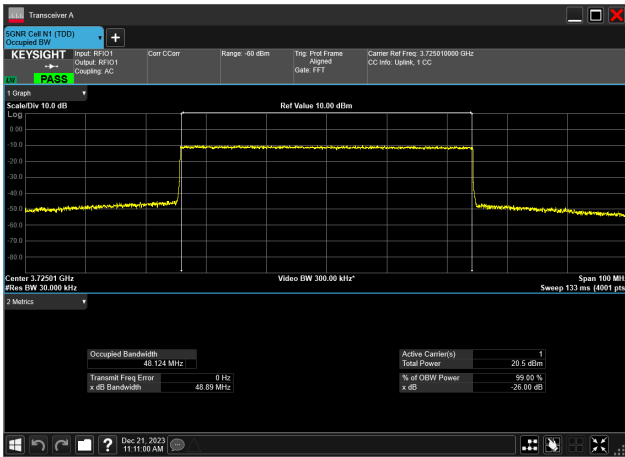 Transceiver A
5GNR Cell N1 (TDD)
Occupied BW
KEYSIGHT
Input: RFIO1
Output: RFIO1
Coupling: AC
Corr CCorr
Range: -60 dBm
Trig: Prot Frame
Aligned
Gate: FFT
Carrier Ref Freq: 3.725010000 GHz
CC Info: Uplink, 1 CC
PASS
1 Graph
Scale/Div 10.0 dB
Ref Value 10.00 dBm
Log
0.00
-10.0
-20.0
-30.0
-40.0
-50.0
-60.0
-70.0
-80.0
Center 3.72501 GHz
Video BW 300.00 kHz*
Span 100 MHz
#Res BW 30.000 kHz
Sweep 133 ms (4001 pts
2 Metrics
Occupied Bandwidth
48.124 MHz
Active Carrier(s) 1
Total Power 20.5 dBm
Transmit Freq Error 0 Hz
x dB Bandwidth 48.89 MHz
% of OBW Power 99.00 %
x dB -26.00 dB
Dec 21, 2023
11:11:00 AM